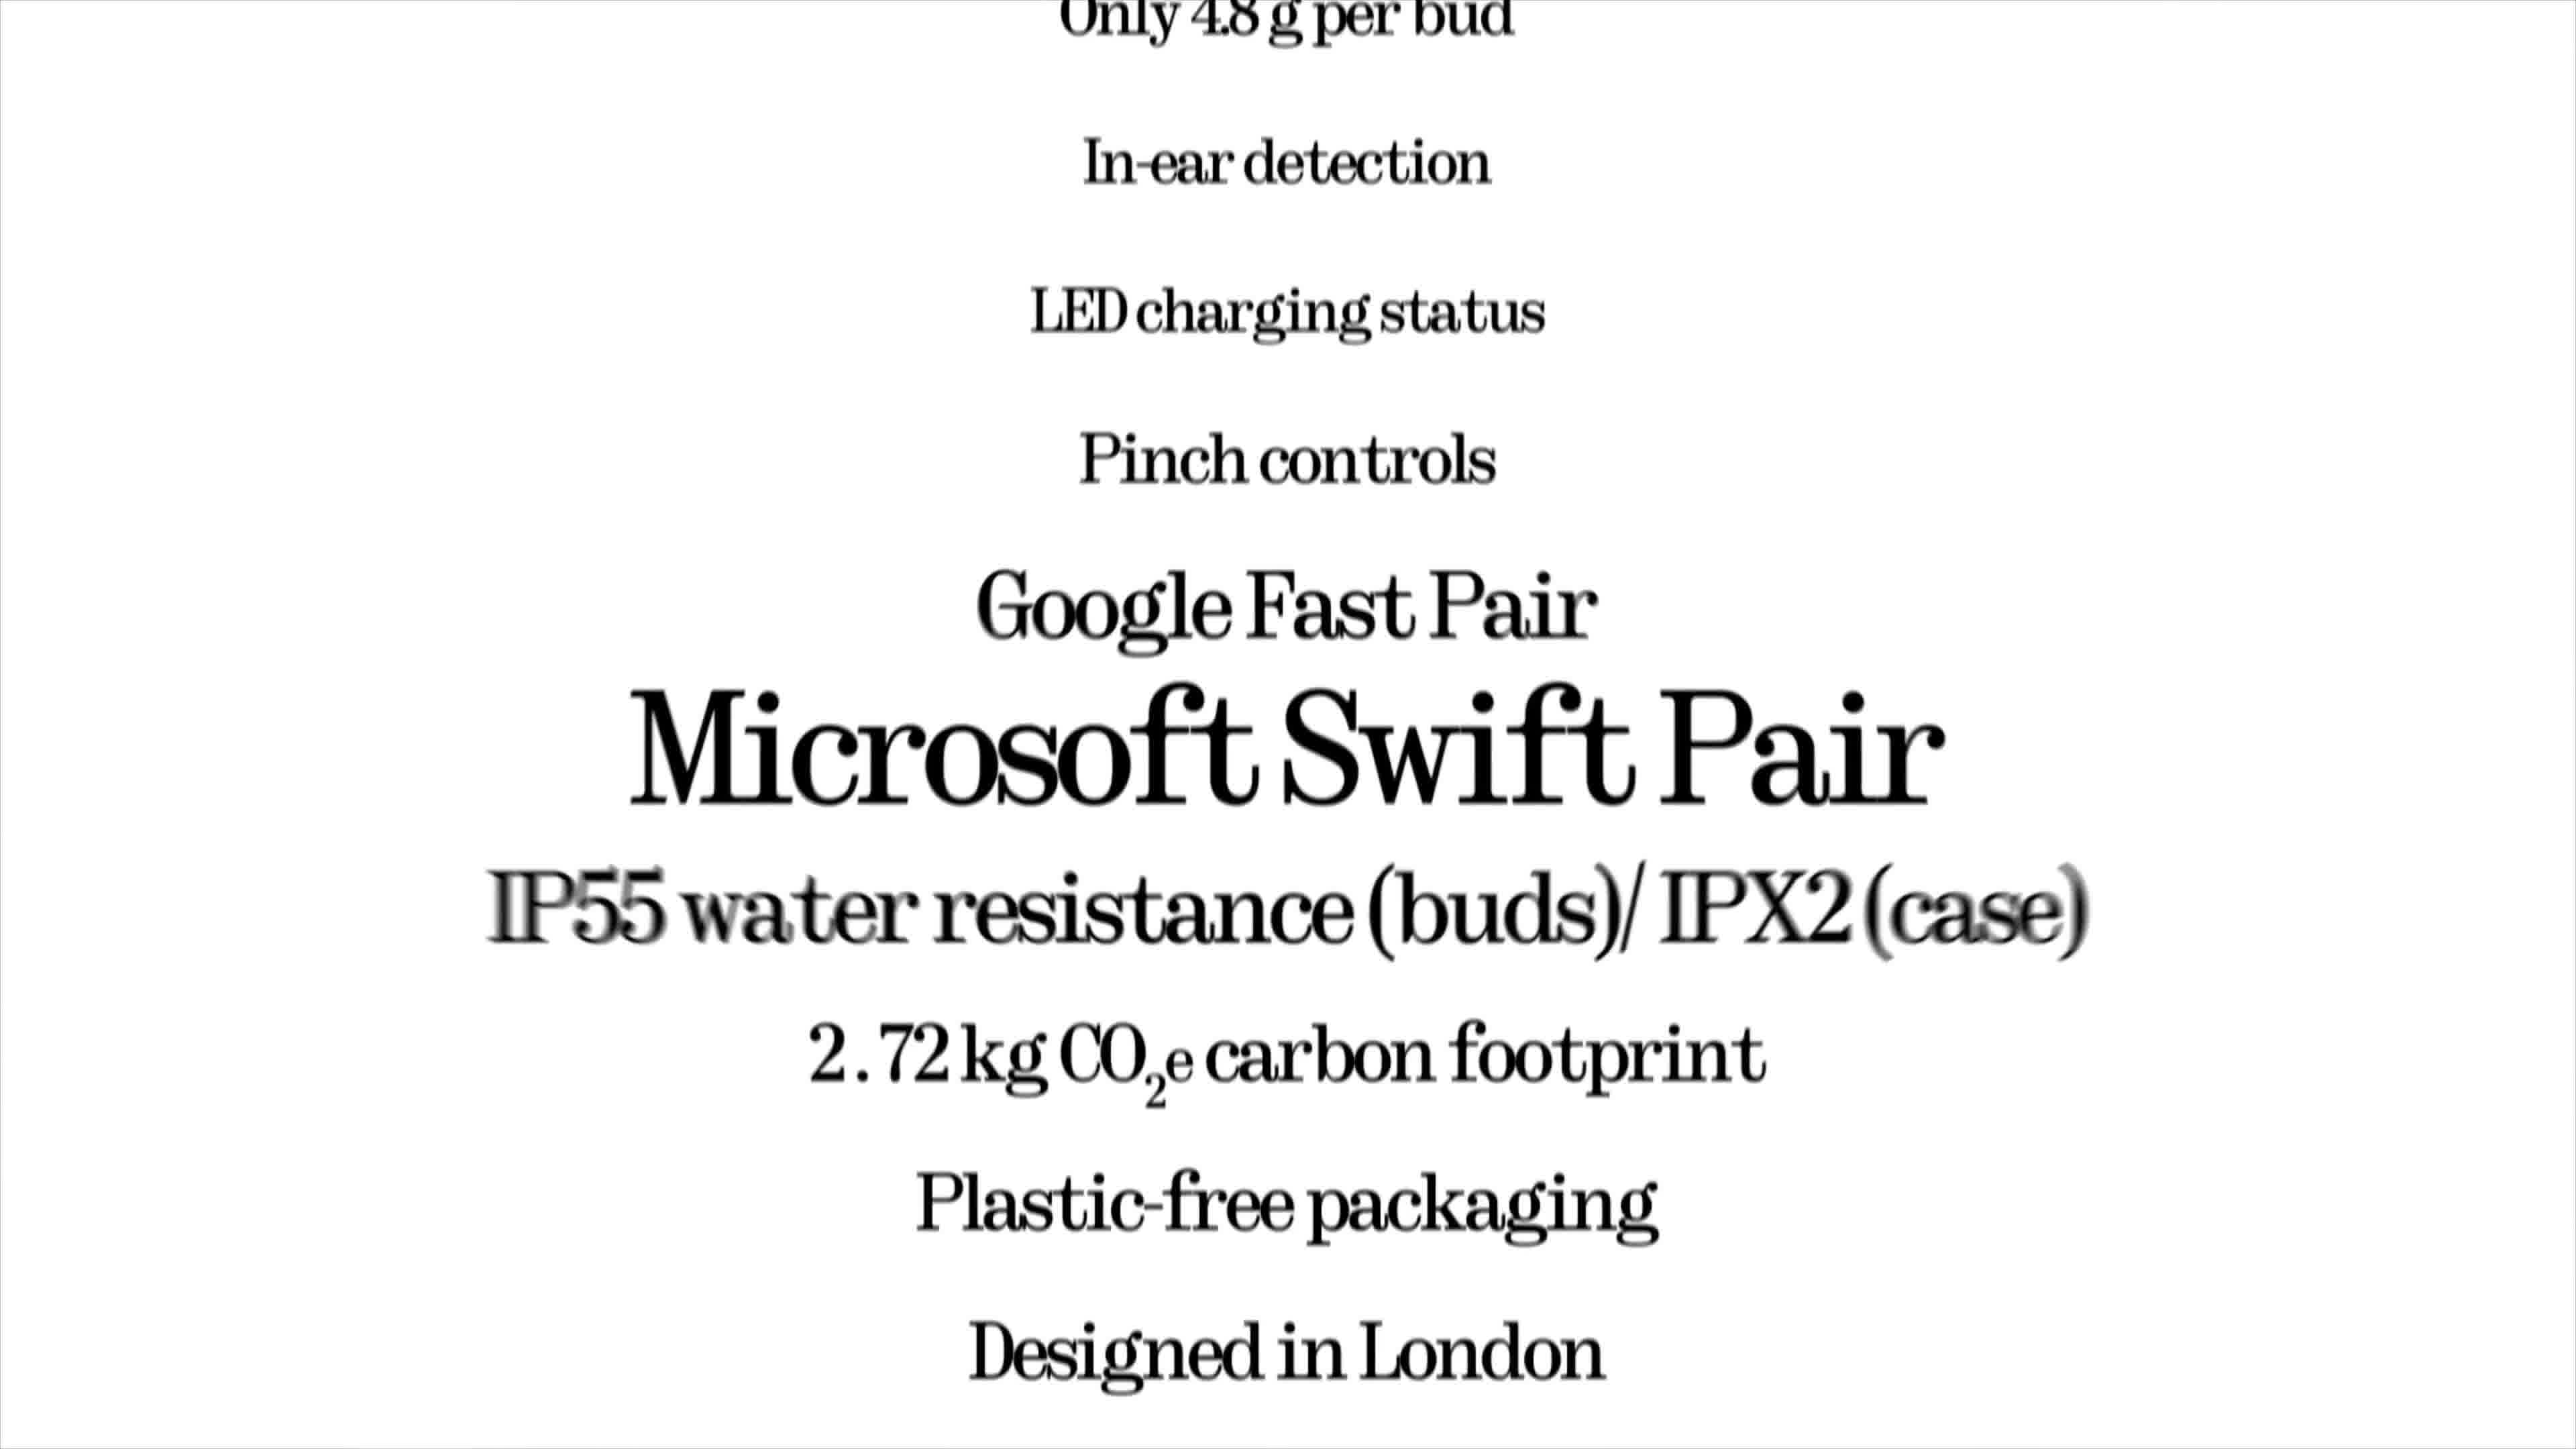 Only 4.8 g per bud
In-ear detection
LED charging status
Pinch controls
Google Fast Pair
Microsoft Swift Pair
IP55 water resistance (buds)/ IPX2 (case)
2.72 kg CO₂e carbon footprint
Plastic-free packaging
Designed in London